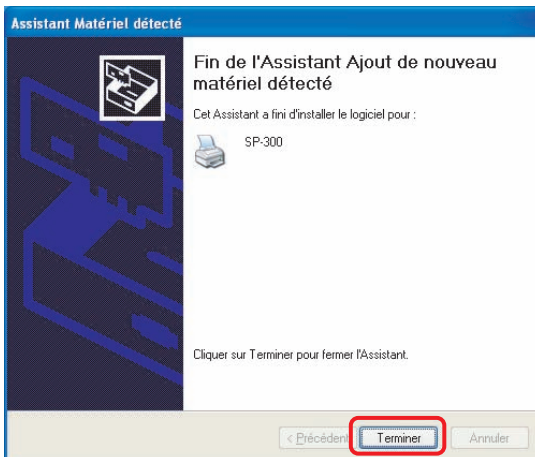 Assistant Matériel détecté
Fin de l'Assistant Ajout de nouveau
matériel détecté
Cet Assistant a fini d'installer le logiciel pour :
SP-300
Cliquer sur Terminer pour fermer l'Assistant.
< Précédent Terminer Annuler